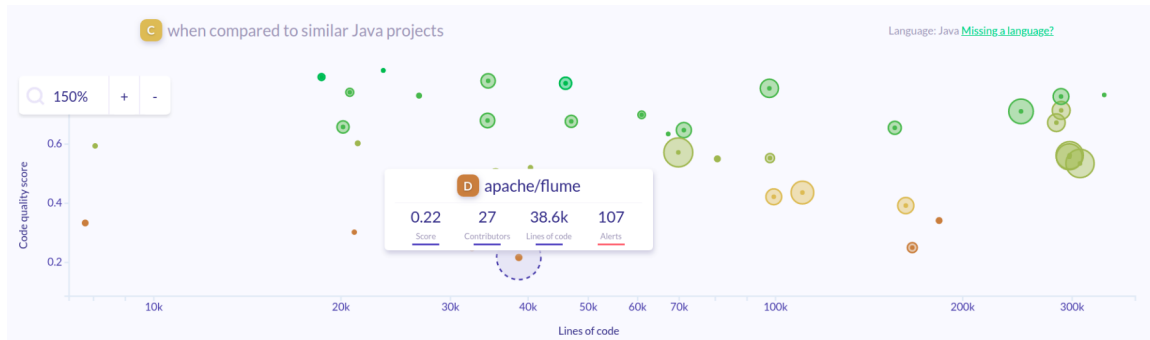 C when compared to similar Java projects
Language: Java Missing a language?
150% + -
0.6
0.4
0.2
Code quality score
D apache/flume
0.22 27 38.6k 107
Score Contributors Lines of code Alerts
10k 20k 30k 40k 50k 60k 70k 100k 200k 300k
Lines of code